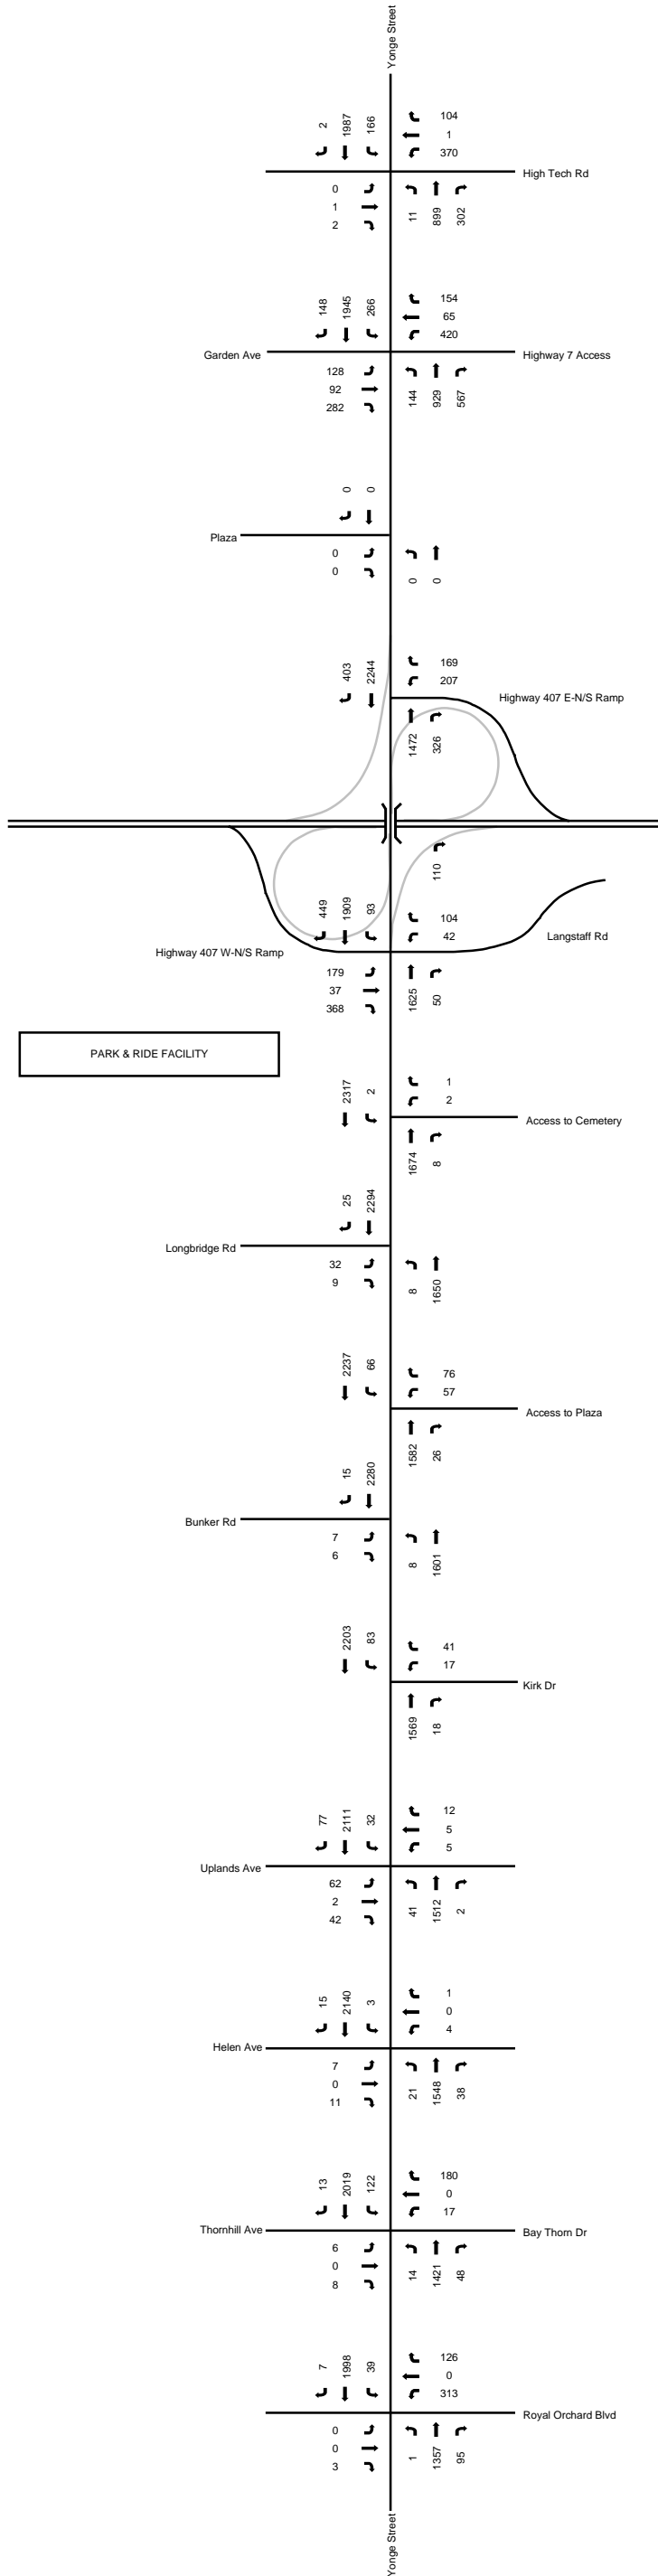 Yonge Street
2 1987 166 104
1
370
High Tech Rd
0
1
2
11 899 302
148 1945 266 154
65
420
Garden Ave Highway 7 Access
128
92
282
144 929 567
0 0
Plaza
0
0
0 0
403 2244 169
207
Highway 407 E-N/S Ramp
1472 326
110
449 1909 93 104
42
Langstaff Rd
Highway 407 W-N/S Ramp
179
37
368
1625 50
PARK & RIDE FACILITY
2317 2 1
2
Access to Cemetery
1674 8
25 2294
Longbridge Rd
32
9
8 1650
2237 66 76
57
Access to Plaza
1582 26
15 2280
Bunker Rd
7
6
8 1601
2203 83 41
17
Kirk Dr
1569 18
77 2111 32 12
5
5
Uplands Ave
62
2
42
41 1512 2
15 2140 3 1
0
4
Helen Ave
7
0
11
21 1548 38
13 2019 122 180
0
17
Thornhill Ave Bay Thorn Dr
6
0
8
14 1421 48
7 1998 39 126
0
313
Royal Orchard Blvd
0
0
3
1 1357 95
Yonge Street